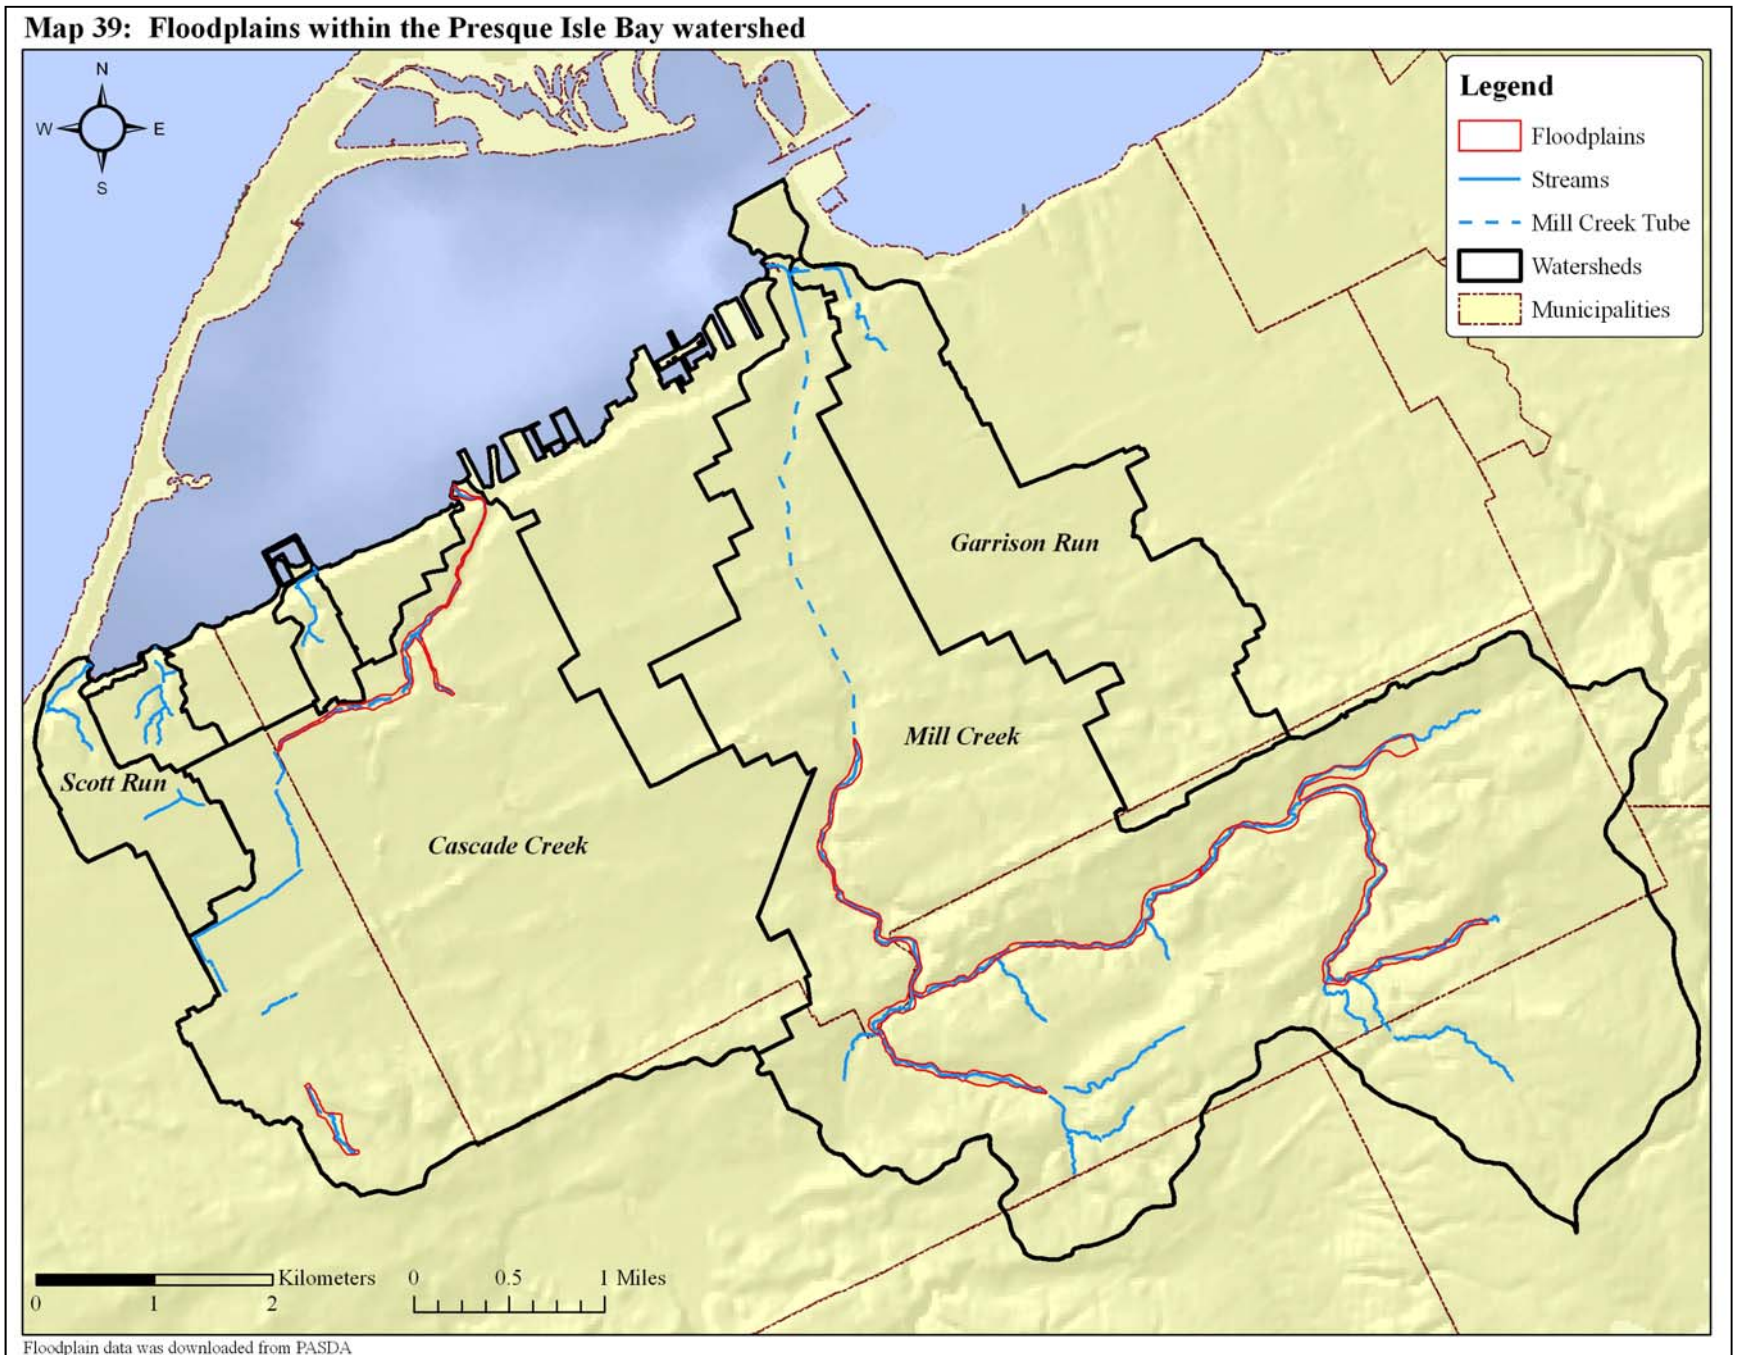 Map 39: Floodplains within the Presque Isle Bay watershed
N
W E
S
Legend
Floodplains
Streams
Mill Creek Tube
Watersheds
Municipalities
Garrison Run
Mill Creek
Scott Run
Cascade Creek
Kilometers
0 1 2
0 0.5 1 Miles
Floodplain data was downloaded from PASDA